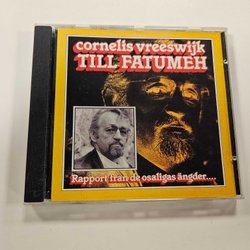 cornelis vreeswijk
TILL FATUMEH
Rapport från de osaligas ängder....